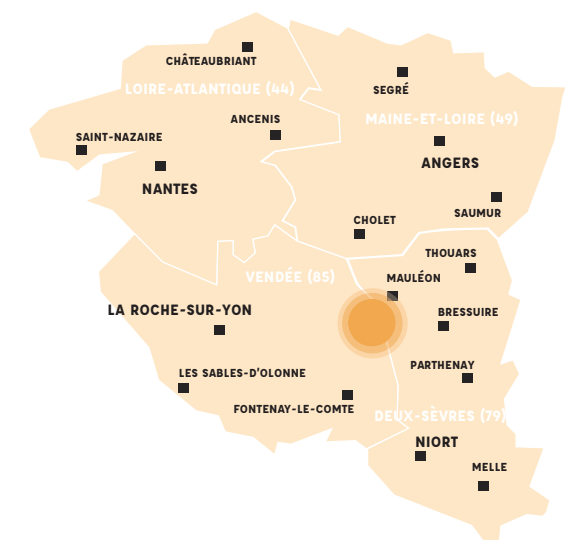 CHÂTEAUBRIANT
LOIRE-ATLANTIQUE (44)
SEGRÉ
ANCENIS
MAINE-ET-LOIRE (49)
SAINT-NAZAIRE
ANGERS
NANTES
SAUMUR
CHOLET
THOUARS
VENDÉE (85)
MAULÉON
LA ROCHE-SUR-YON
BRESSUIRE
PARTHENAY
LES SABLES-D'OLONNE
FONTENAY-LE-COMTE
DEUX-SÈVRES (79)
NIORT
MELLE